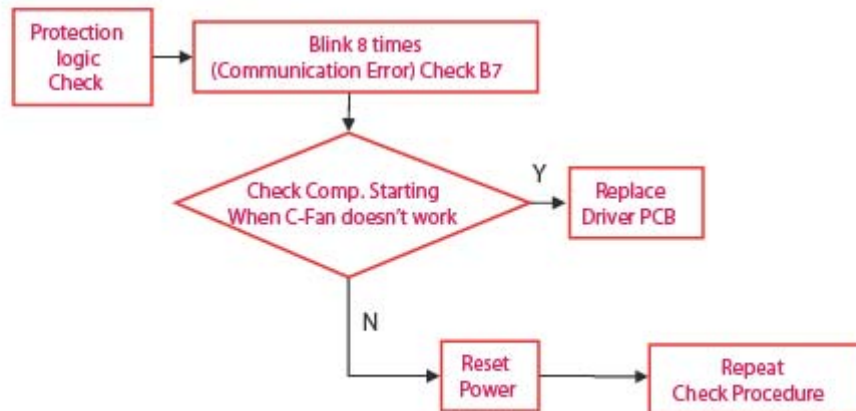 Protection
logic
Check
Blink 8 times
(Communication Error) Check B7
Check Comp. Starting
When C-Fan doesn't work
Y
Replace
Driver PCB
N
Reset
Power
Repeat
Check Procedure